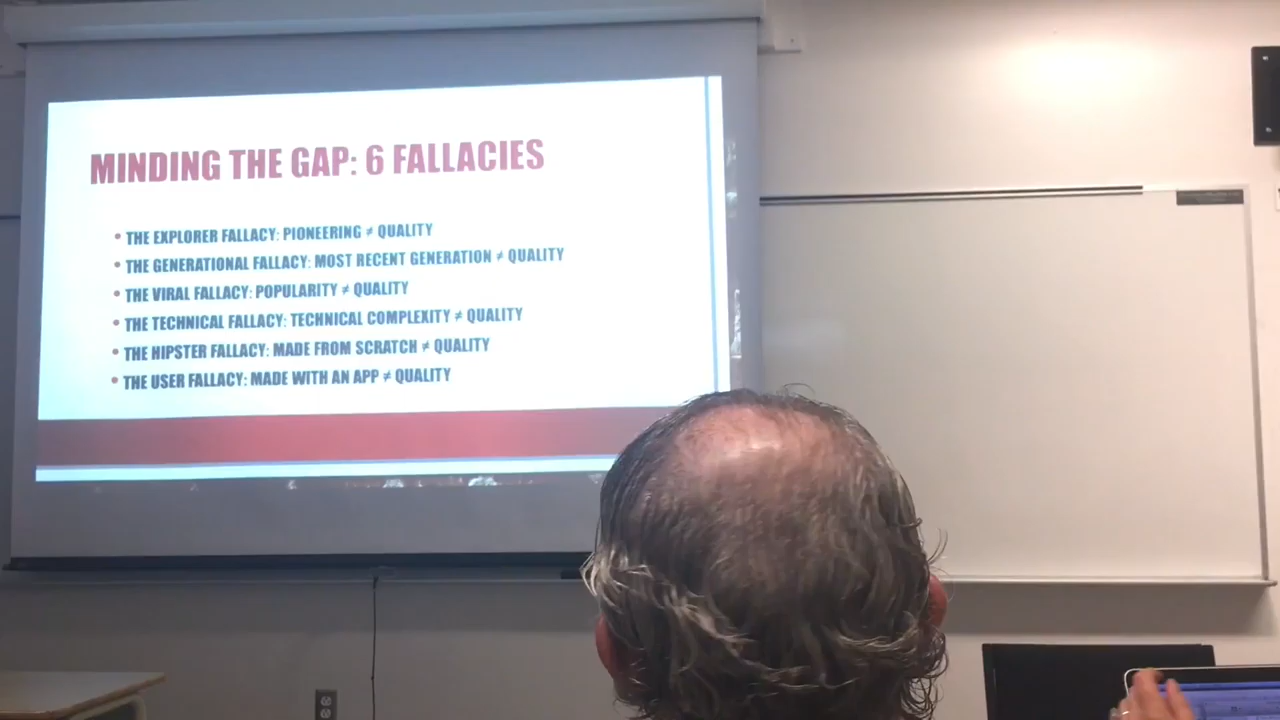 MINDING THE GAP: 6 FALLACIES
• THE EXPLORER FALLACY: PIONEERING ≠ QUALITY
• THE GENERATIONAL FALLACY: MOST RECENT GENERATION ≠ QUALITY
• THE VIRAL FALLACY: POPULARITY ≠ QUALITY
• THE TECHNICAL FALLACY: TECHNICAL COMPLEXITY ≠ QUALITY
• THE HIPSTER FALLACY: MADE FROM SCRATCH ≠ QUALITY
• THE USER FALLACY: MADE WITH AN APP ≠ QUALITY